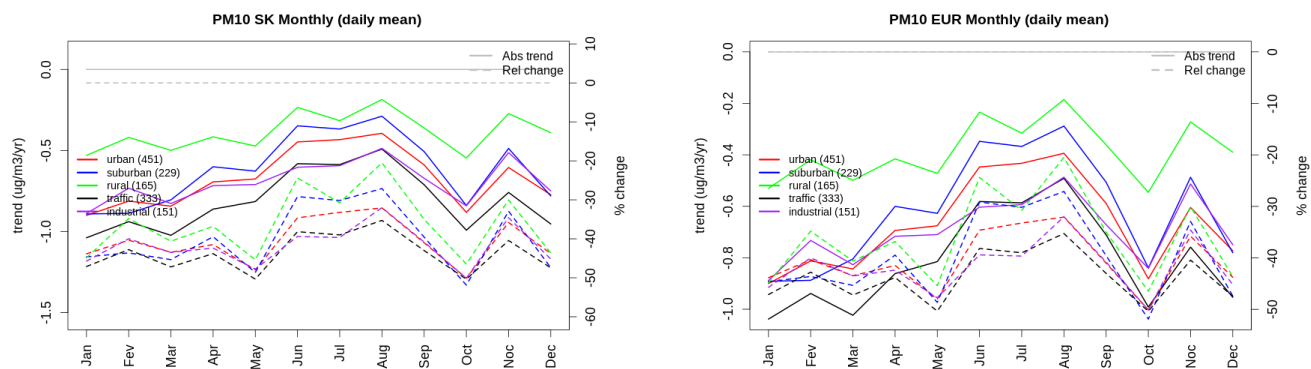 PM10 SK Monthly (daily mean)
trend (ug/m3/yr)
0.0
-0.5
-1.0
-1.5
Abs trend
Rel change
urban (451)
suburban (229)
rural (165)
traffic (333)
industrial (151)
10
0
-10
-20
-30
-40
-50
-60
% change
Jan
Fev
Mar
Apr
May
Jun
Jul
Aug
Sep
Oct
Noc
Dec
PM10 EUR Monthly (daily mean)
trend (ug/m3/yr)
0.0
-0.2
-0.4
-0.6
-0.8
-1.0
Abs trend
Rel change
urban (451)
suburban (229)
rural (165)
traffic (333)
industrial (151)
0
-10
-20
-30
-40
-50
% change
Jan
Fev
Mar
Apr
May
Jun
Jul
Aug
Sep
Oct
Noc
Dec